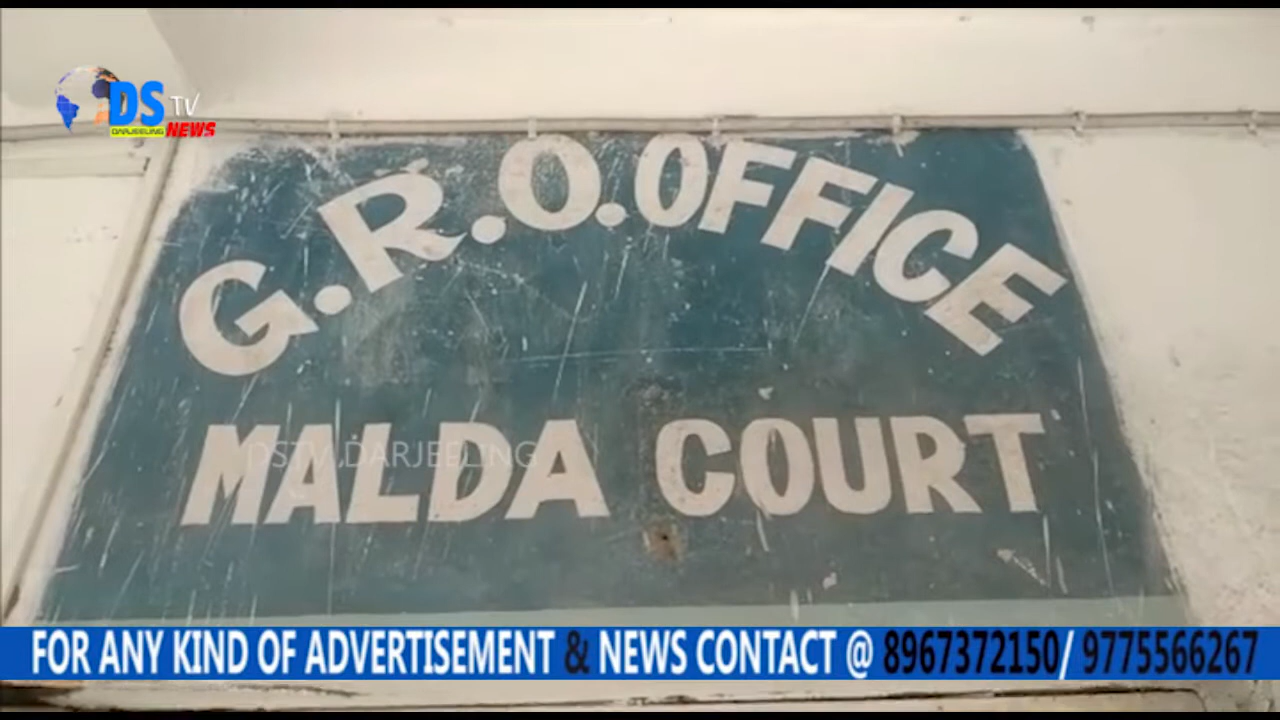 DS TV
DARJEELING NEWS
G.R.O.OFFICE
MALDA COURT
DSTV ,DARJEELING
FOR ANY KIND OF ADVERTISEMENT & NEWS CONTACT @ 8967372150/ 9775566267